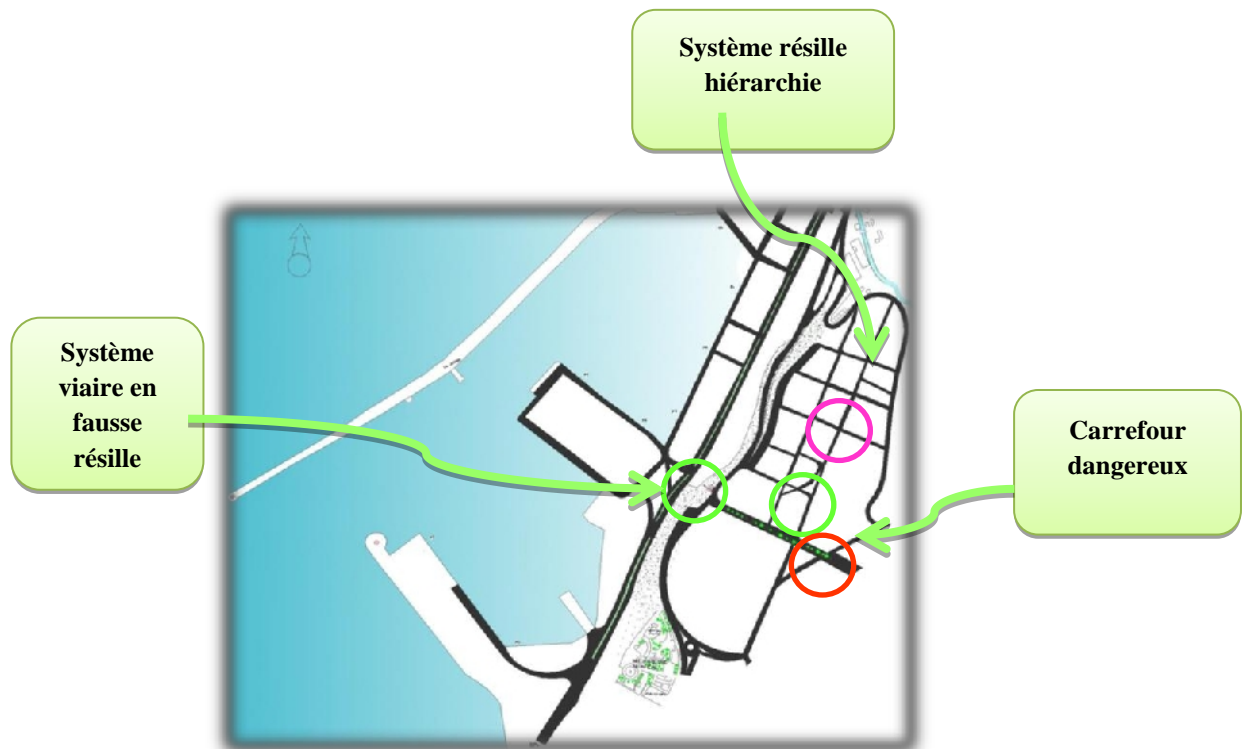 Système résille
hiérarchie
Système
viaire en
fausse
résille
Carrefour
dangereux